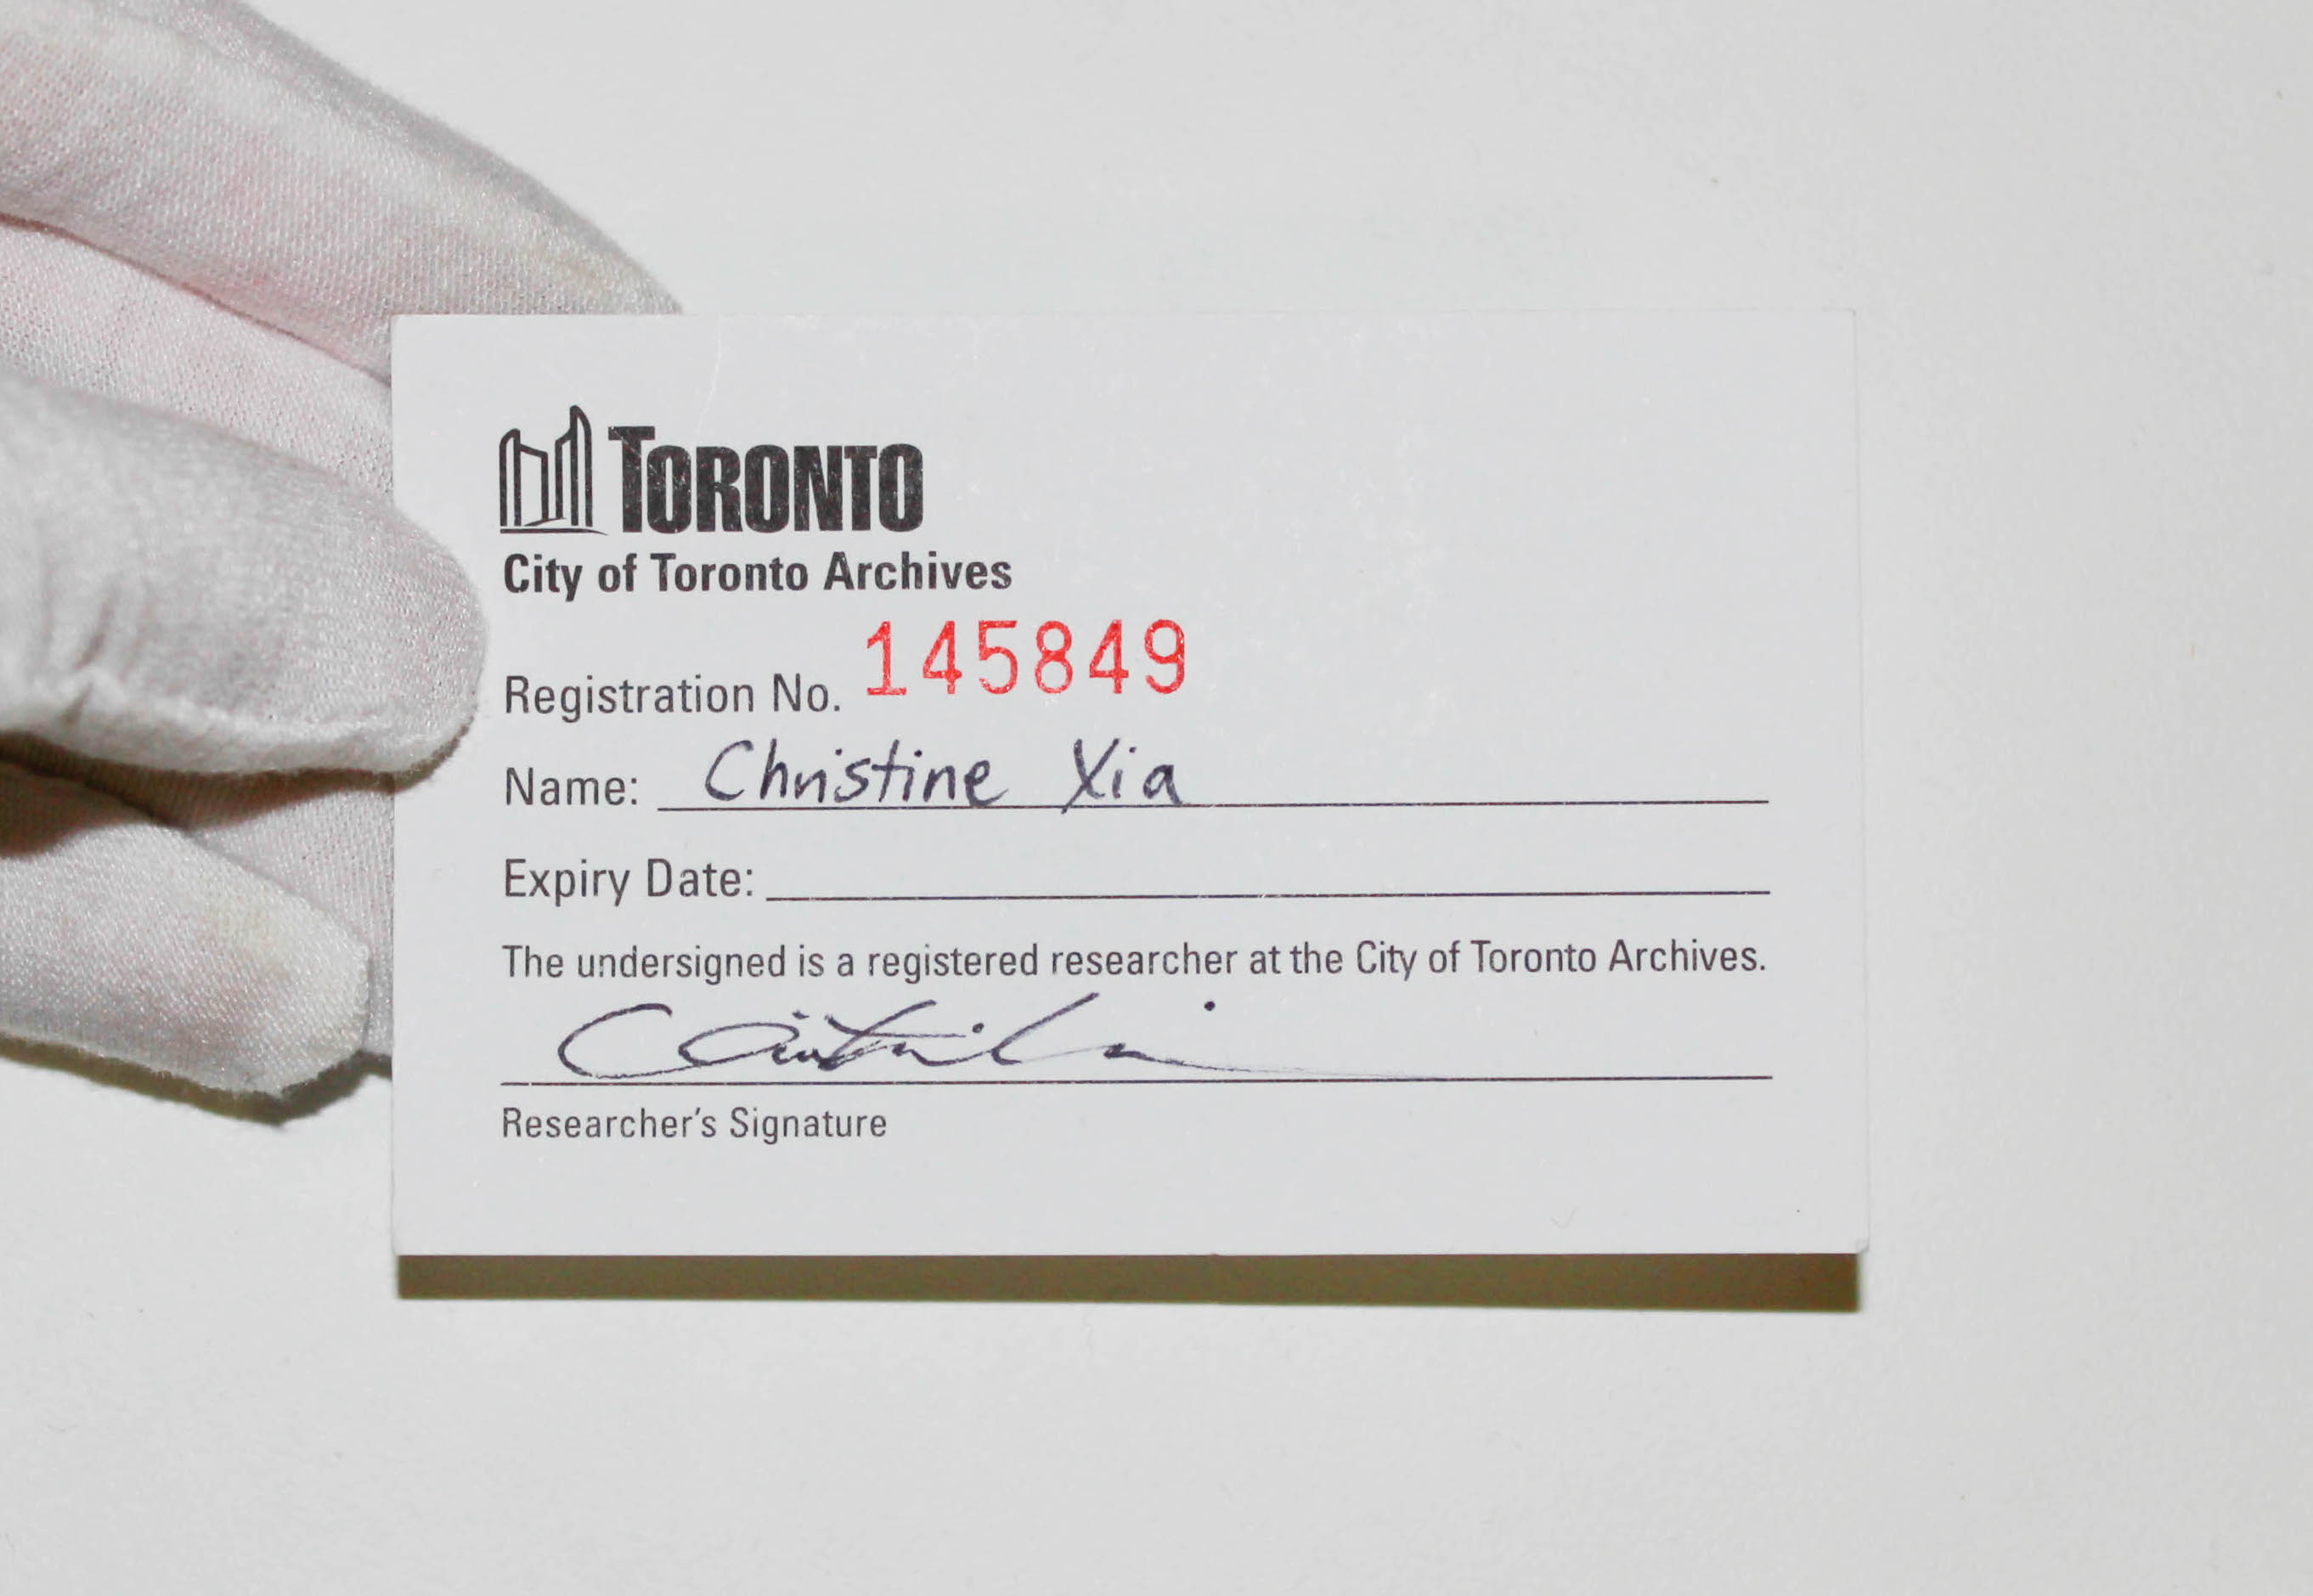 TORONTO
City of Toronto Archives
Registration No. 145849
Name: Christine Xia
Expiry Date:
The undersigned is a registered researcher at the City of Toronto Archives.
Researcher's Signature